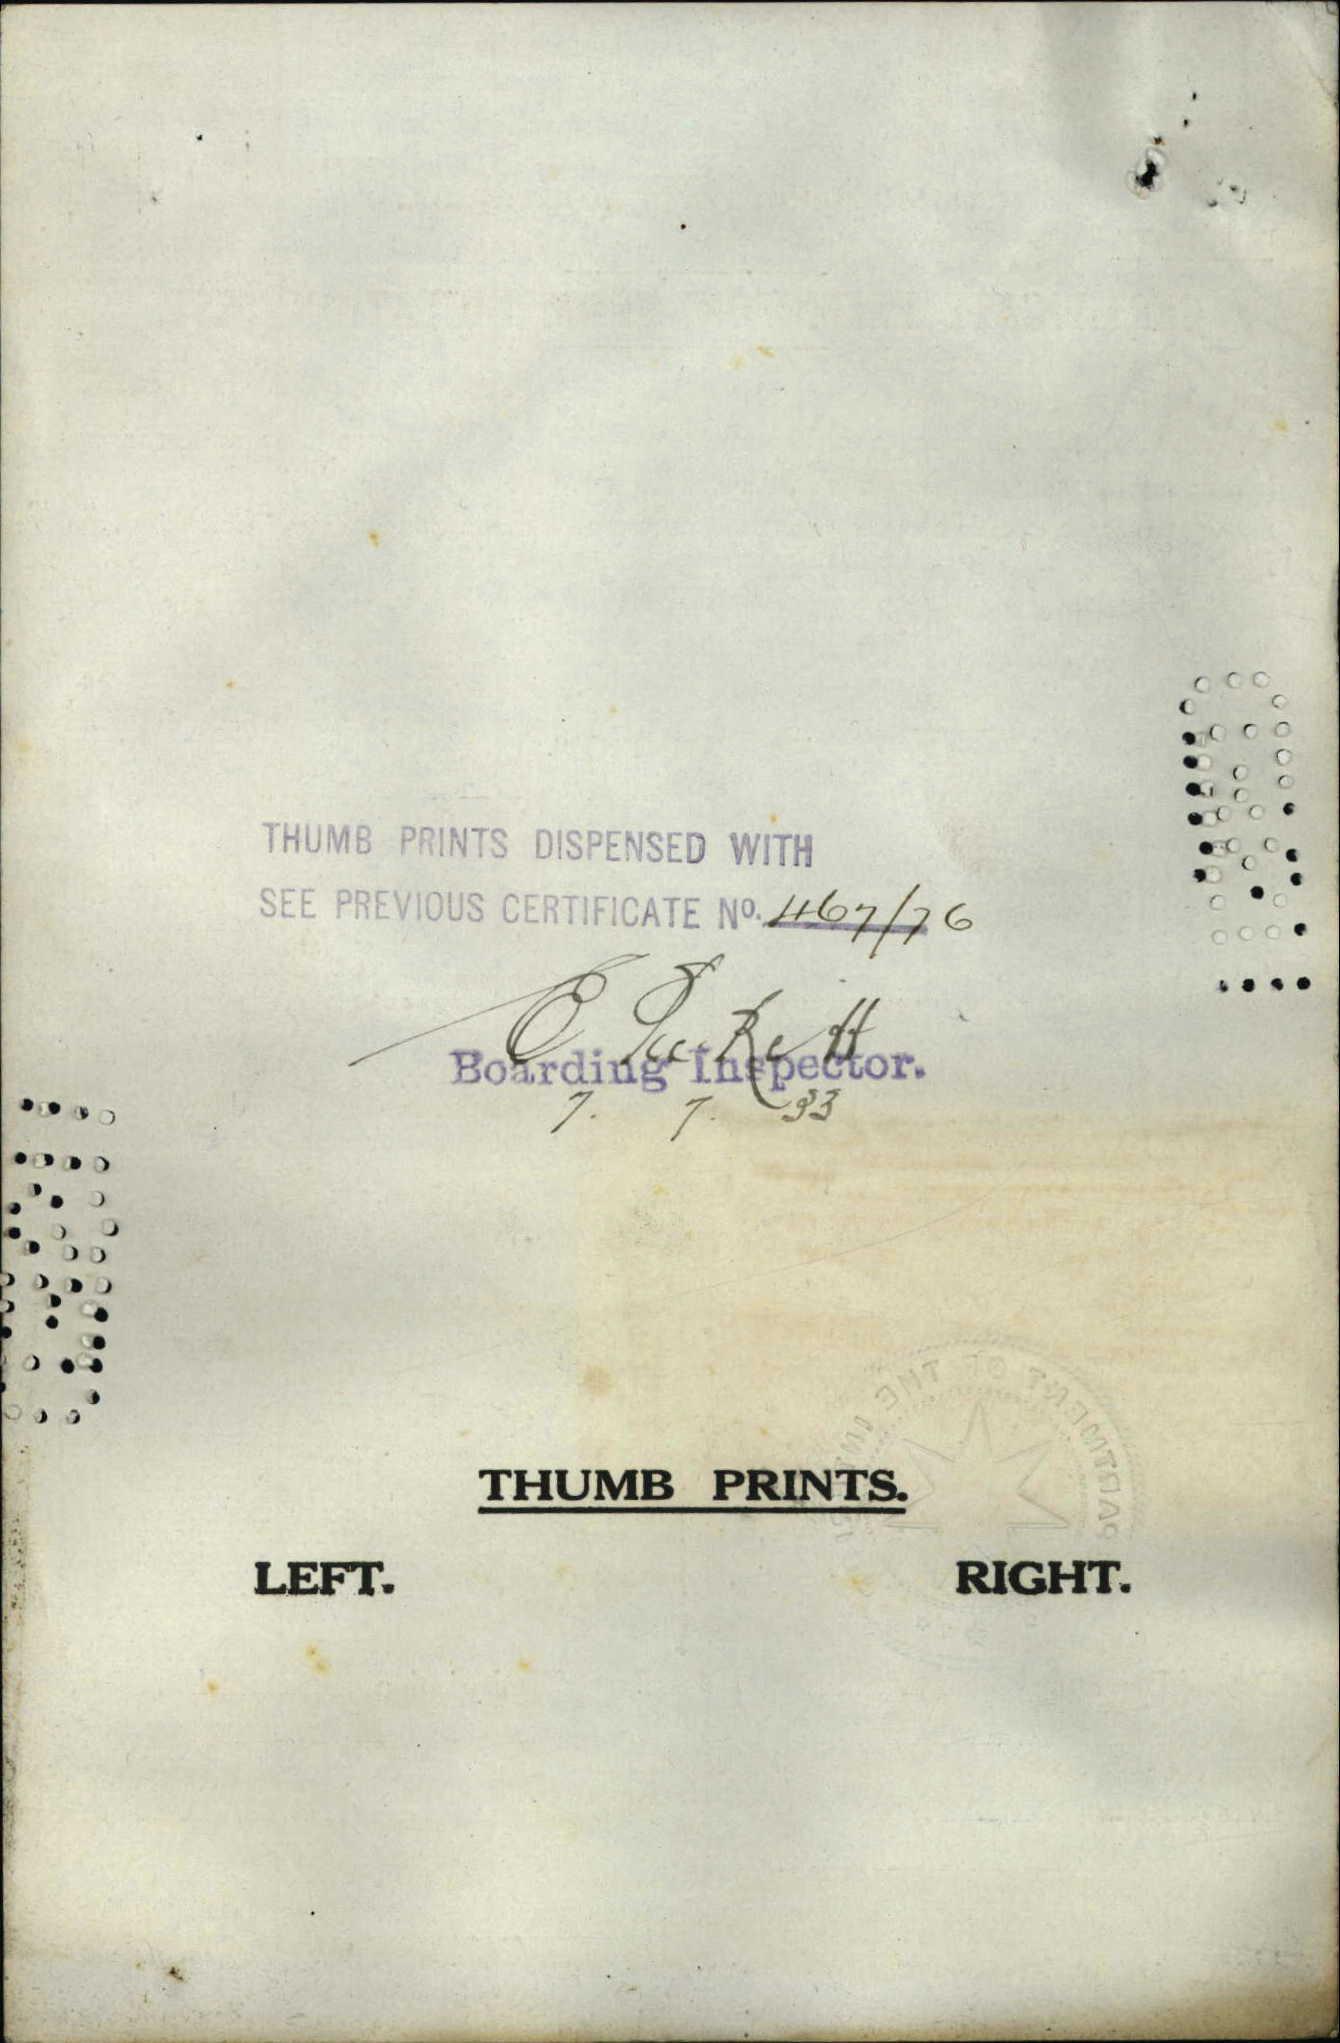 THUMB PRINTS DISPENSED WITH
SEE PREVIOUS CERTIFICATE No. 467/76
E
Boarding Inspector.
7. 7. 33
THUMB PRINTS.
LEFT. RIGHT.